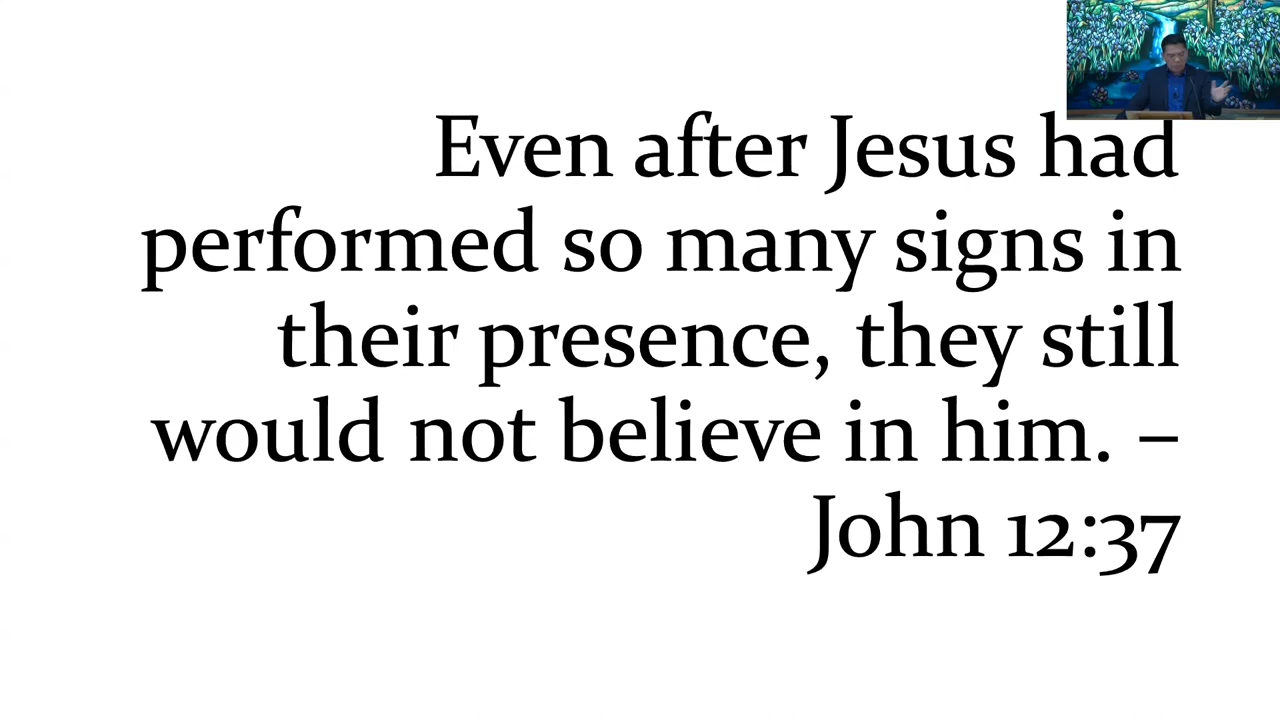 Even after Jesus had
performed so many signs in
their presence, they still
would not believe in him. –
John 12:37